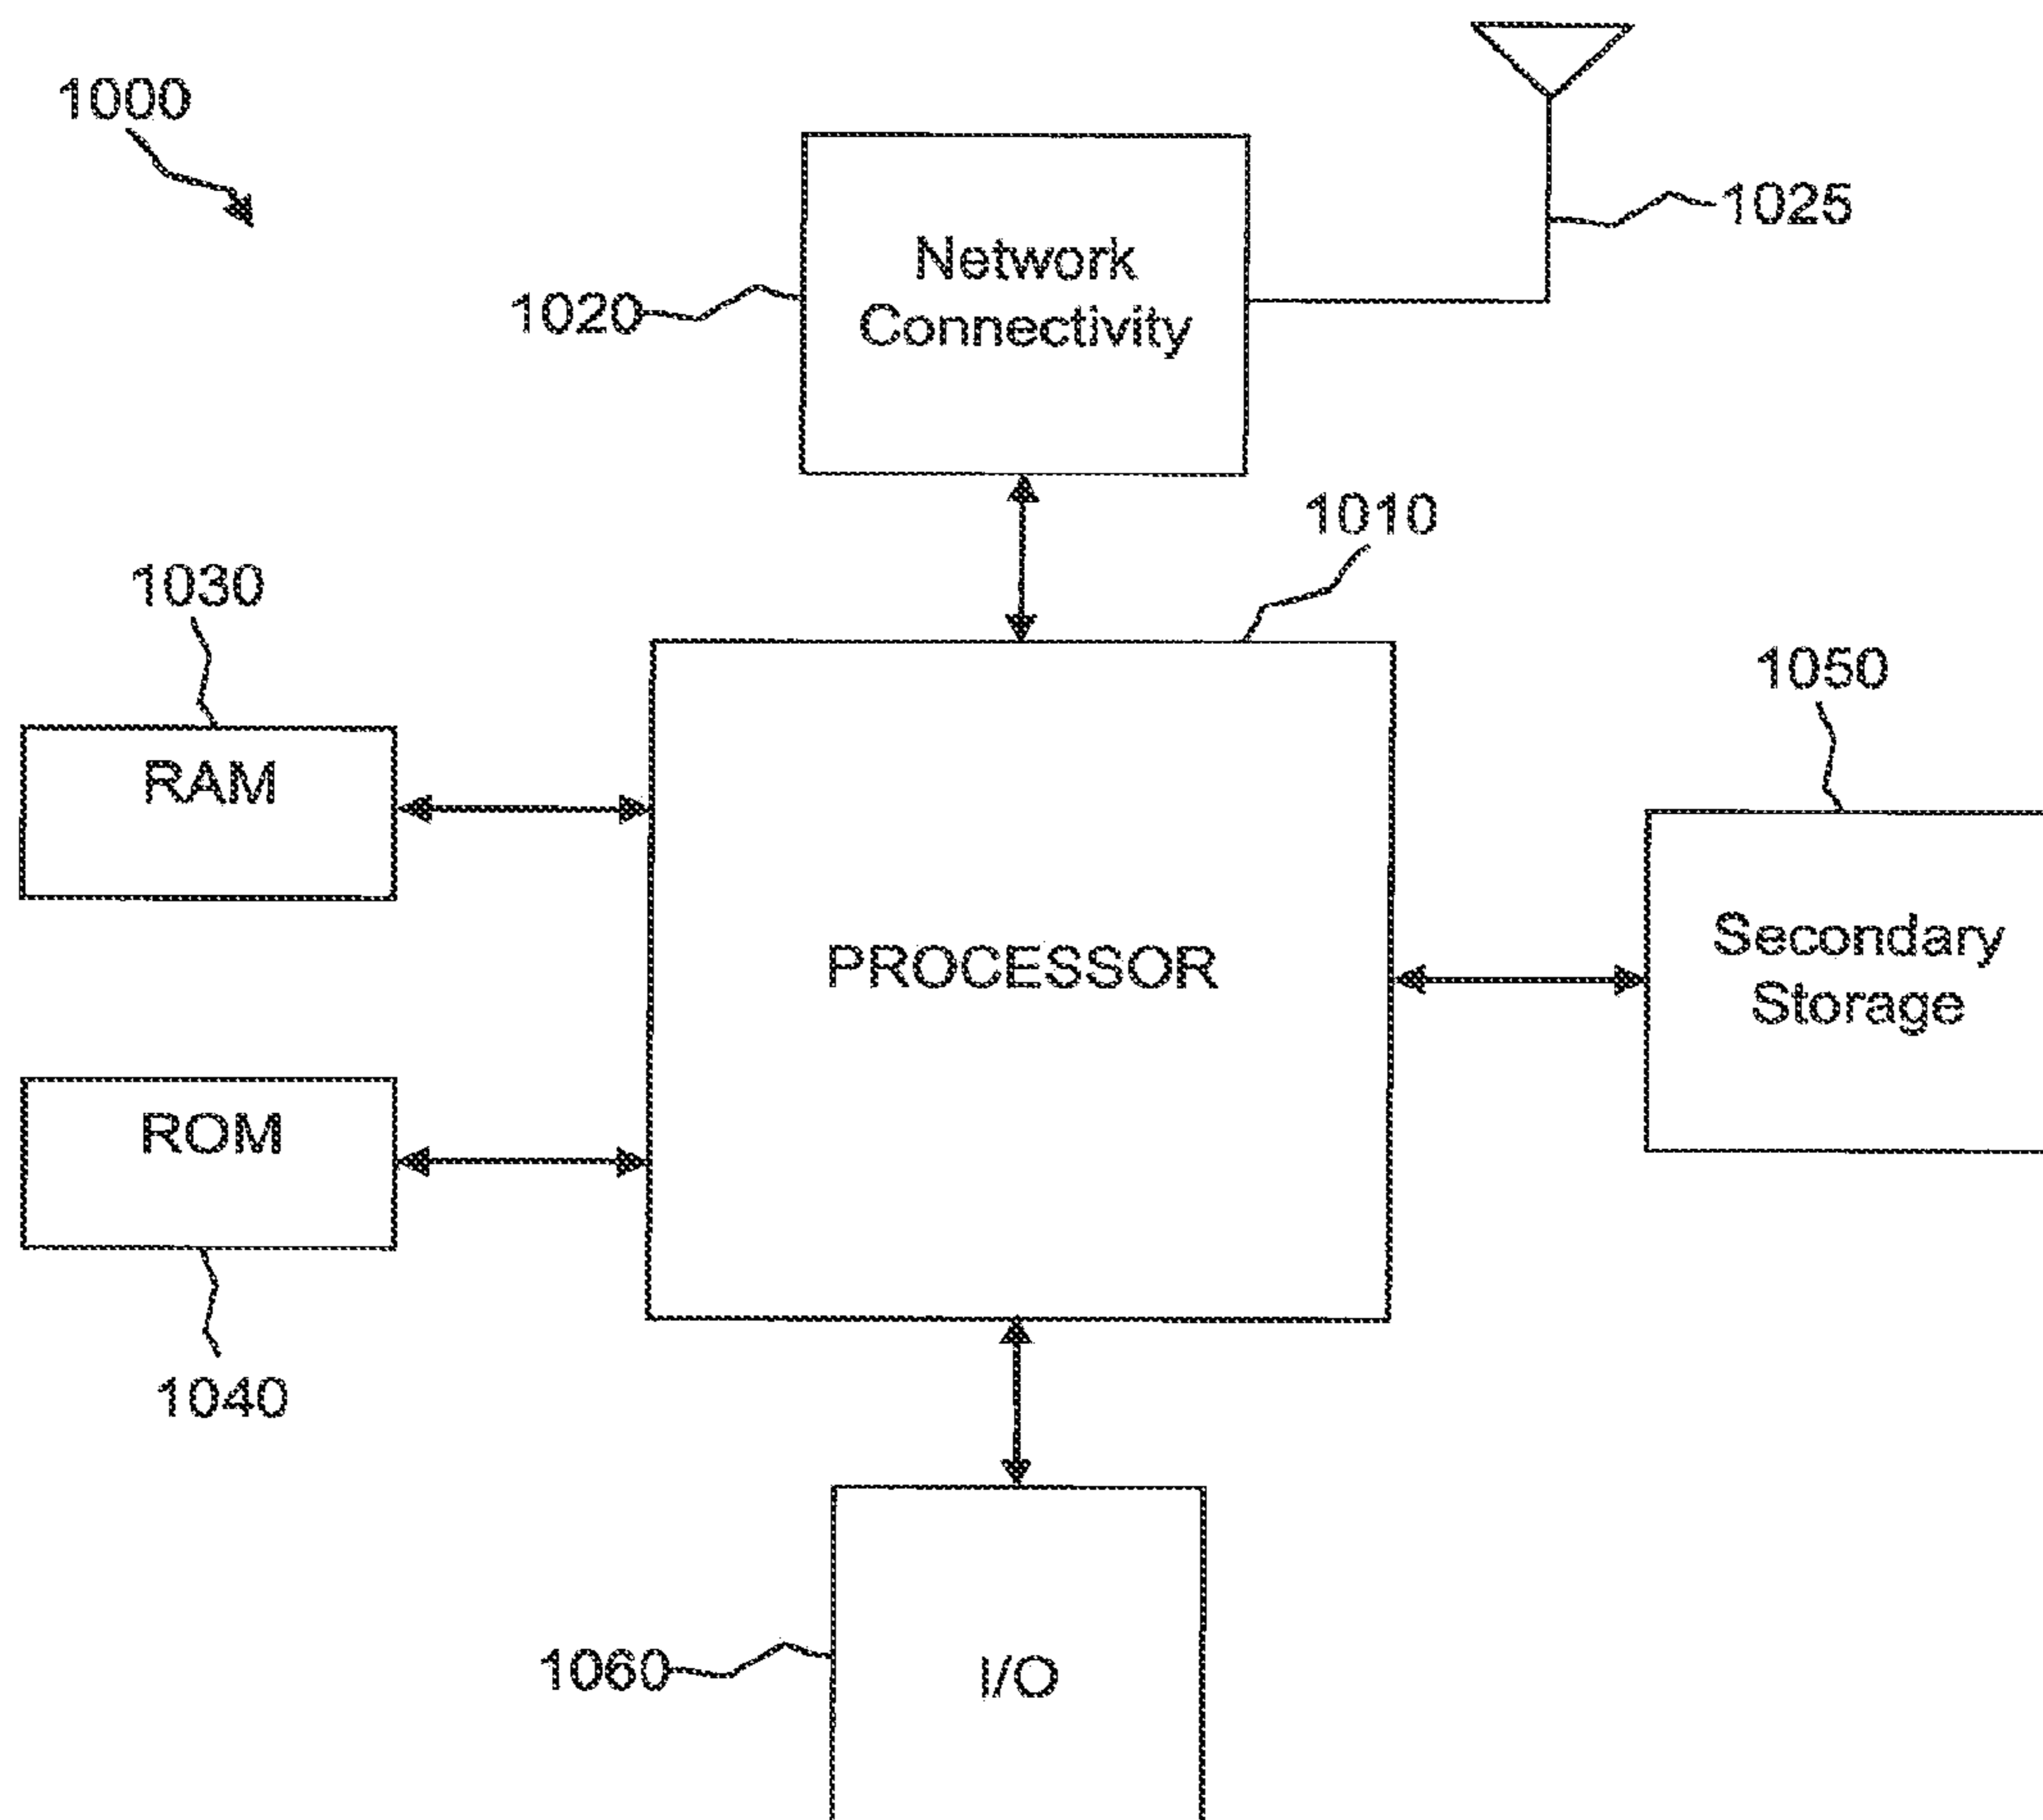 1000
1025
Network
Connectivity
1020
1010
1030
1050
RAM
Secondary
Storage
PROCESSOR
ROM
1040
1060
I/O